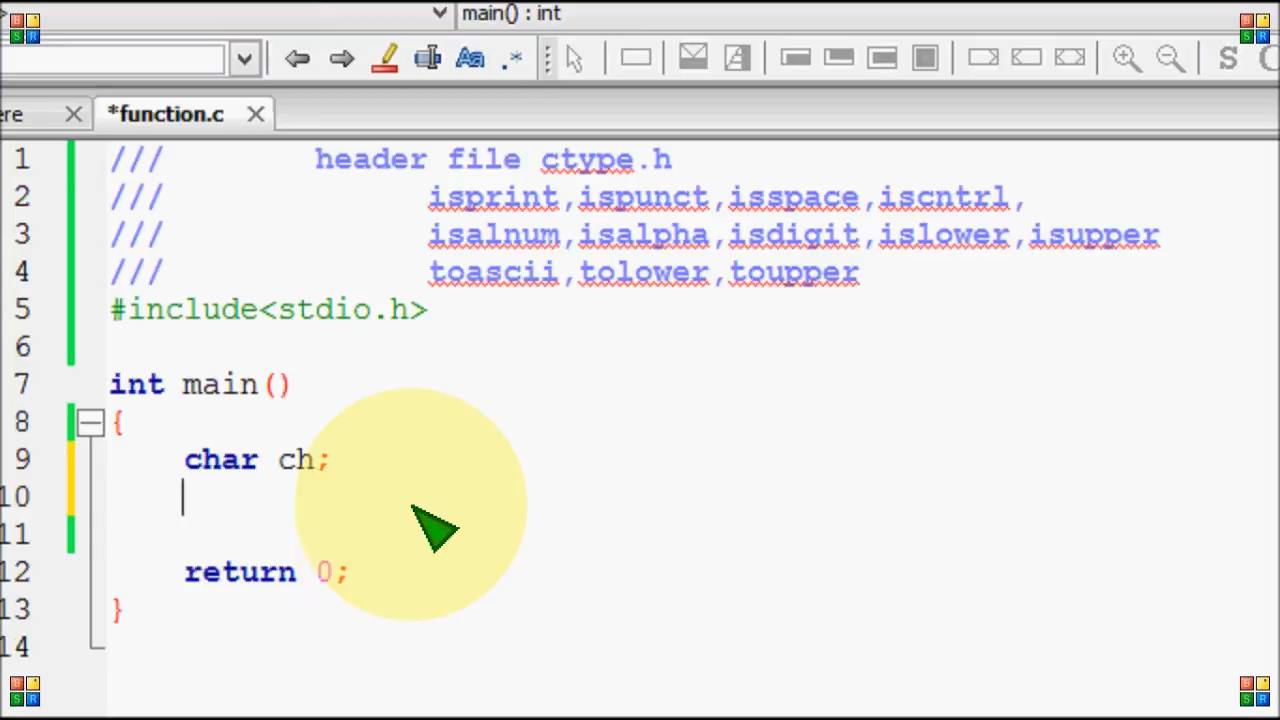 main() : int
ere *function.c
1 /// header file ctype.h
2 /// isprint,ispunct,isspace,iscntrl,
3 /// isalnum,isalpha,isdigit,islower,isupper
4 /// toascii,tolower,toupper
5 #include<stdio.h>
6
7 int main()
8 {
9 char ch;
10
11
12 return 0;
13 }
14